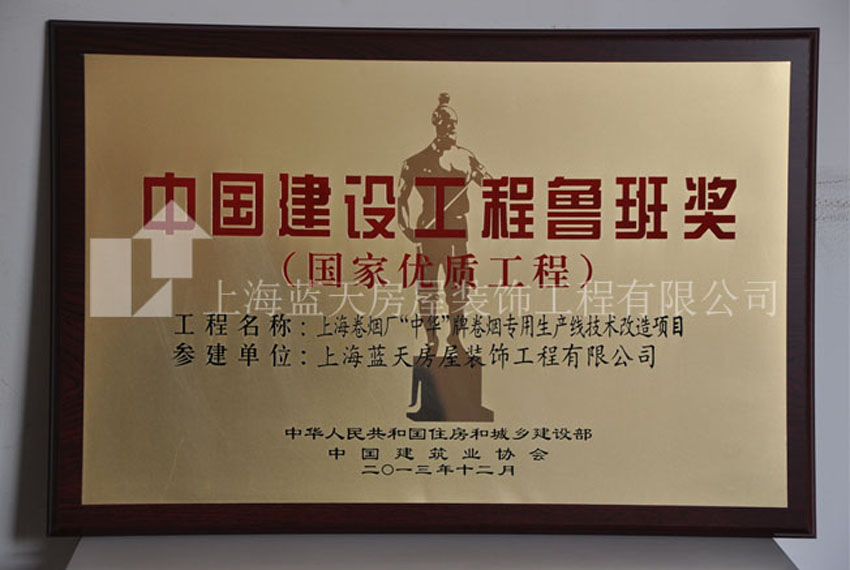 中国建设工程鲁班奖
（国家优质工程）
上海蓝天房屋装饰工程有限公司
工程名称：上海卷烟厂“中华”牌卷烟专用生产线技术改造项目
参建单位：上海蓝天房屋装饰工程有限公司
中华人民共和国住房和城乡建设部
中国建筑业协会
二〇一三年十二月